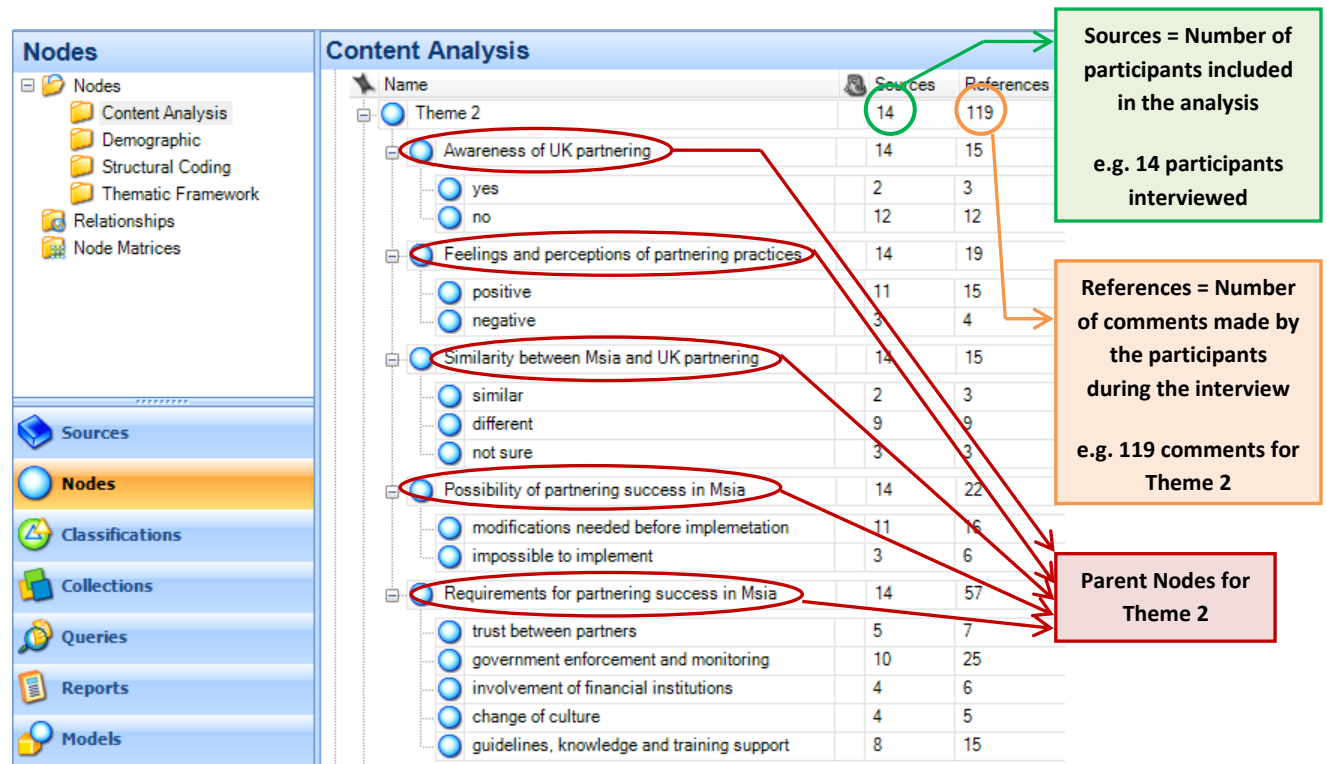 Nodes
Nodes
Content Analysis
Demographic
Structural Coding
Thematic Framework
Relationships
Node Matrices
Sources
Nodes
Classifications
Collections
Queries
Reports
Models
Content Analysis
Name Sources References
Theme 2 14 119
Awareness of UK partnering 14 15
yes 2 3
no 12 12
Feelings and perceptions of partnering practices 14 19
positive 11 15
negative 3 4
Similarity between Msia and UK partnering 14 15
similar 2 3
different 9 9
not sure 3 3
Possibility of partnering success in Msia 14 22
modifications needed before implemetation 11 16
impossible to implement 3 6
Requirements for partnering success in Msia 14 57
trust between partners 5 7
government enforcement and monitoring 10 25
involvement of financial institutions 4 6
change of culture 4 5
guidelines, knowledge and training support 8 15
Sources = Number of
participants included
in the analysis
e.g. 14 participants
interviewed
References = Number
of comments made by
the participants
during the interview
e.g. 119 comments for
Theme 2
Parent Nodes for
Theme 2